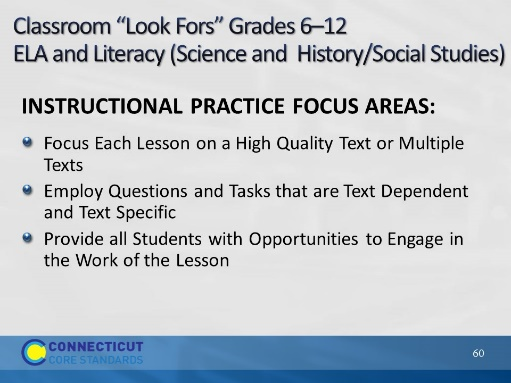 Classroom “Look Fors” Grades 6–12
ELA and Literacy (Science and History/Social Studies)
INSTRUCTIONAL PRACTICE FOCUS AREAS:
Focus Each Lesson on a High Quality Text or Multiple
Texts
Employ Questions and Tasks that are Text Dependent
and Text Specific
Provide all Students with Opportunities to Engage in
the Work of the Lesson
CONNECTICUT
CORE STANDARDS
60